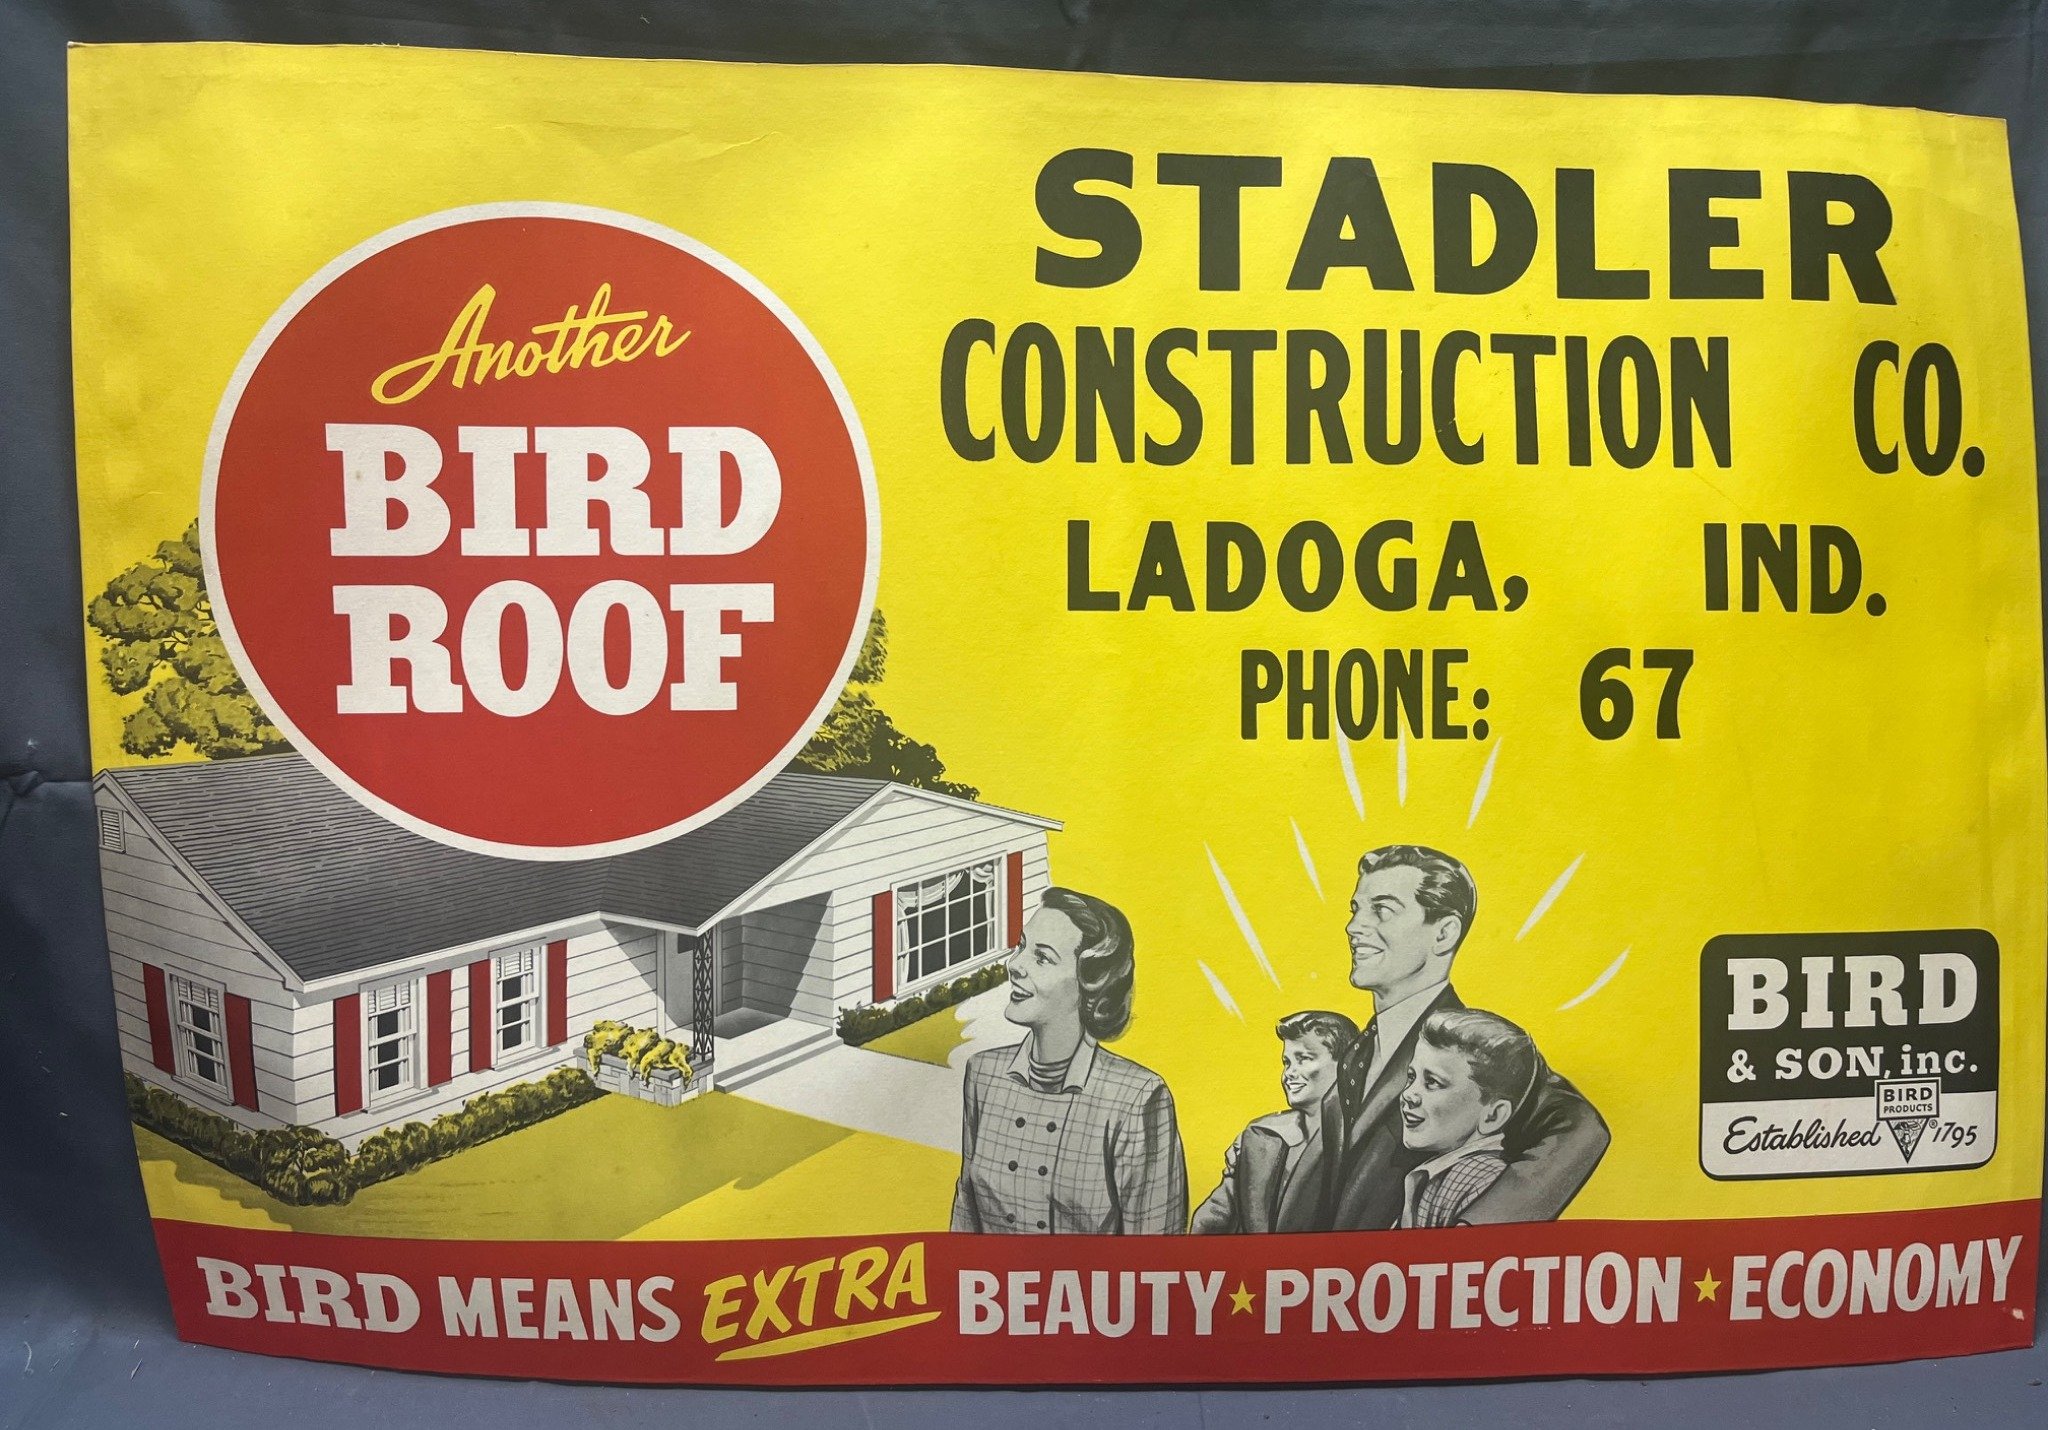 Another
BIRD
ROOF
STADLER
CONSTRUCTION CO.
LADOGA, IND.
PHONE: 67
BIRD
& SON, inc.
BIRD
PRODUCTS
Established ® 1795
BIRD MEANS EXTRA BEAUTY ★ PROTECTION ★ ECONOMY